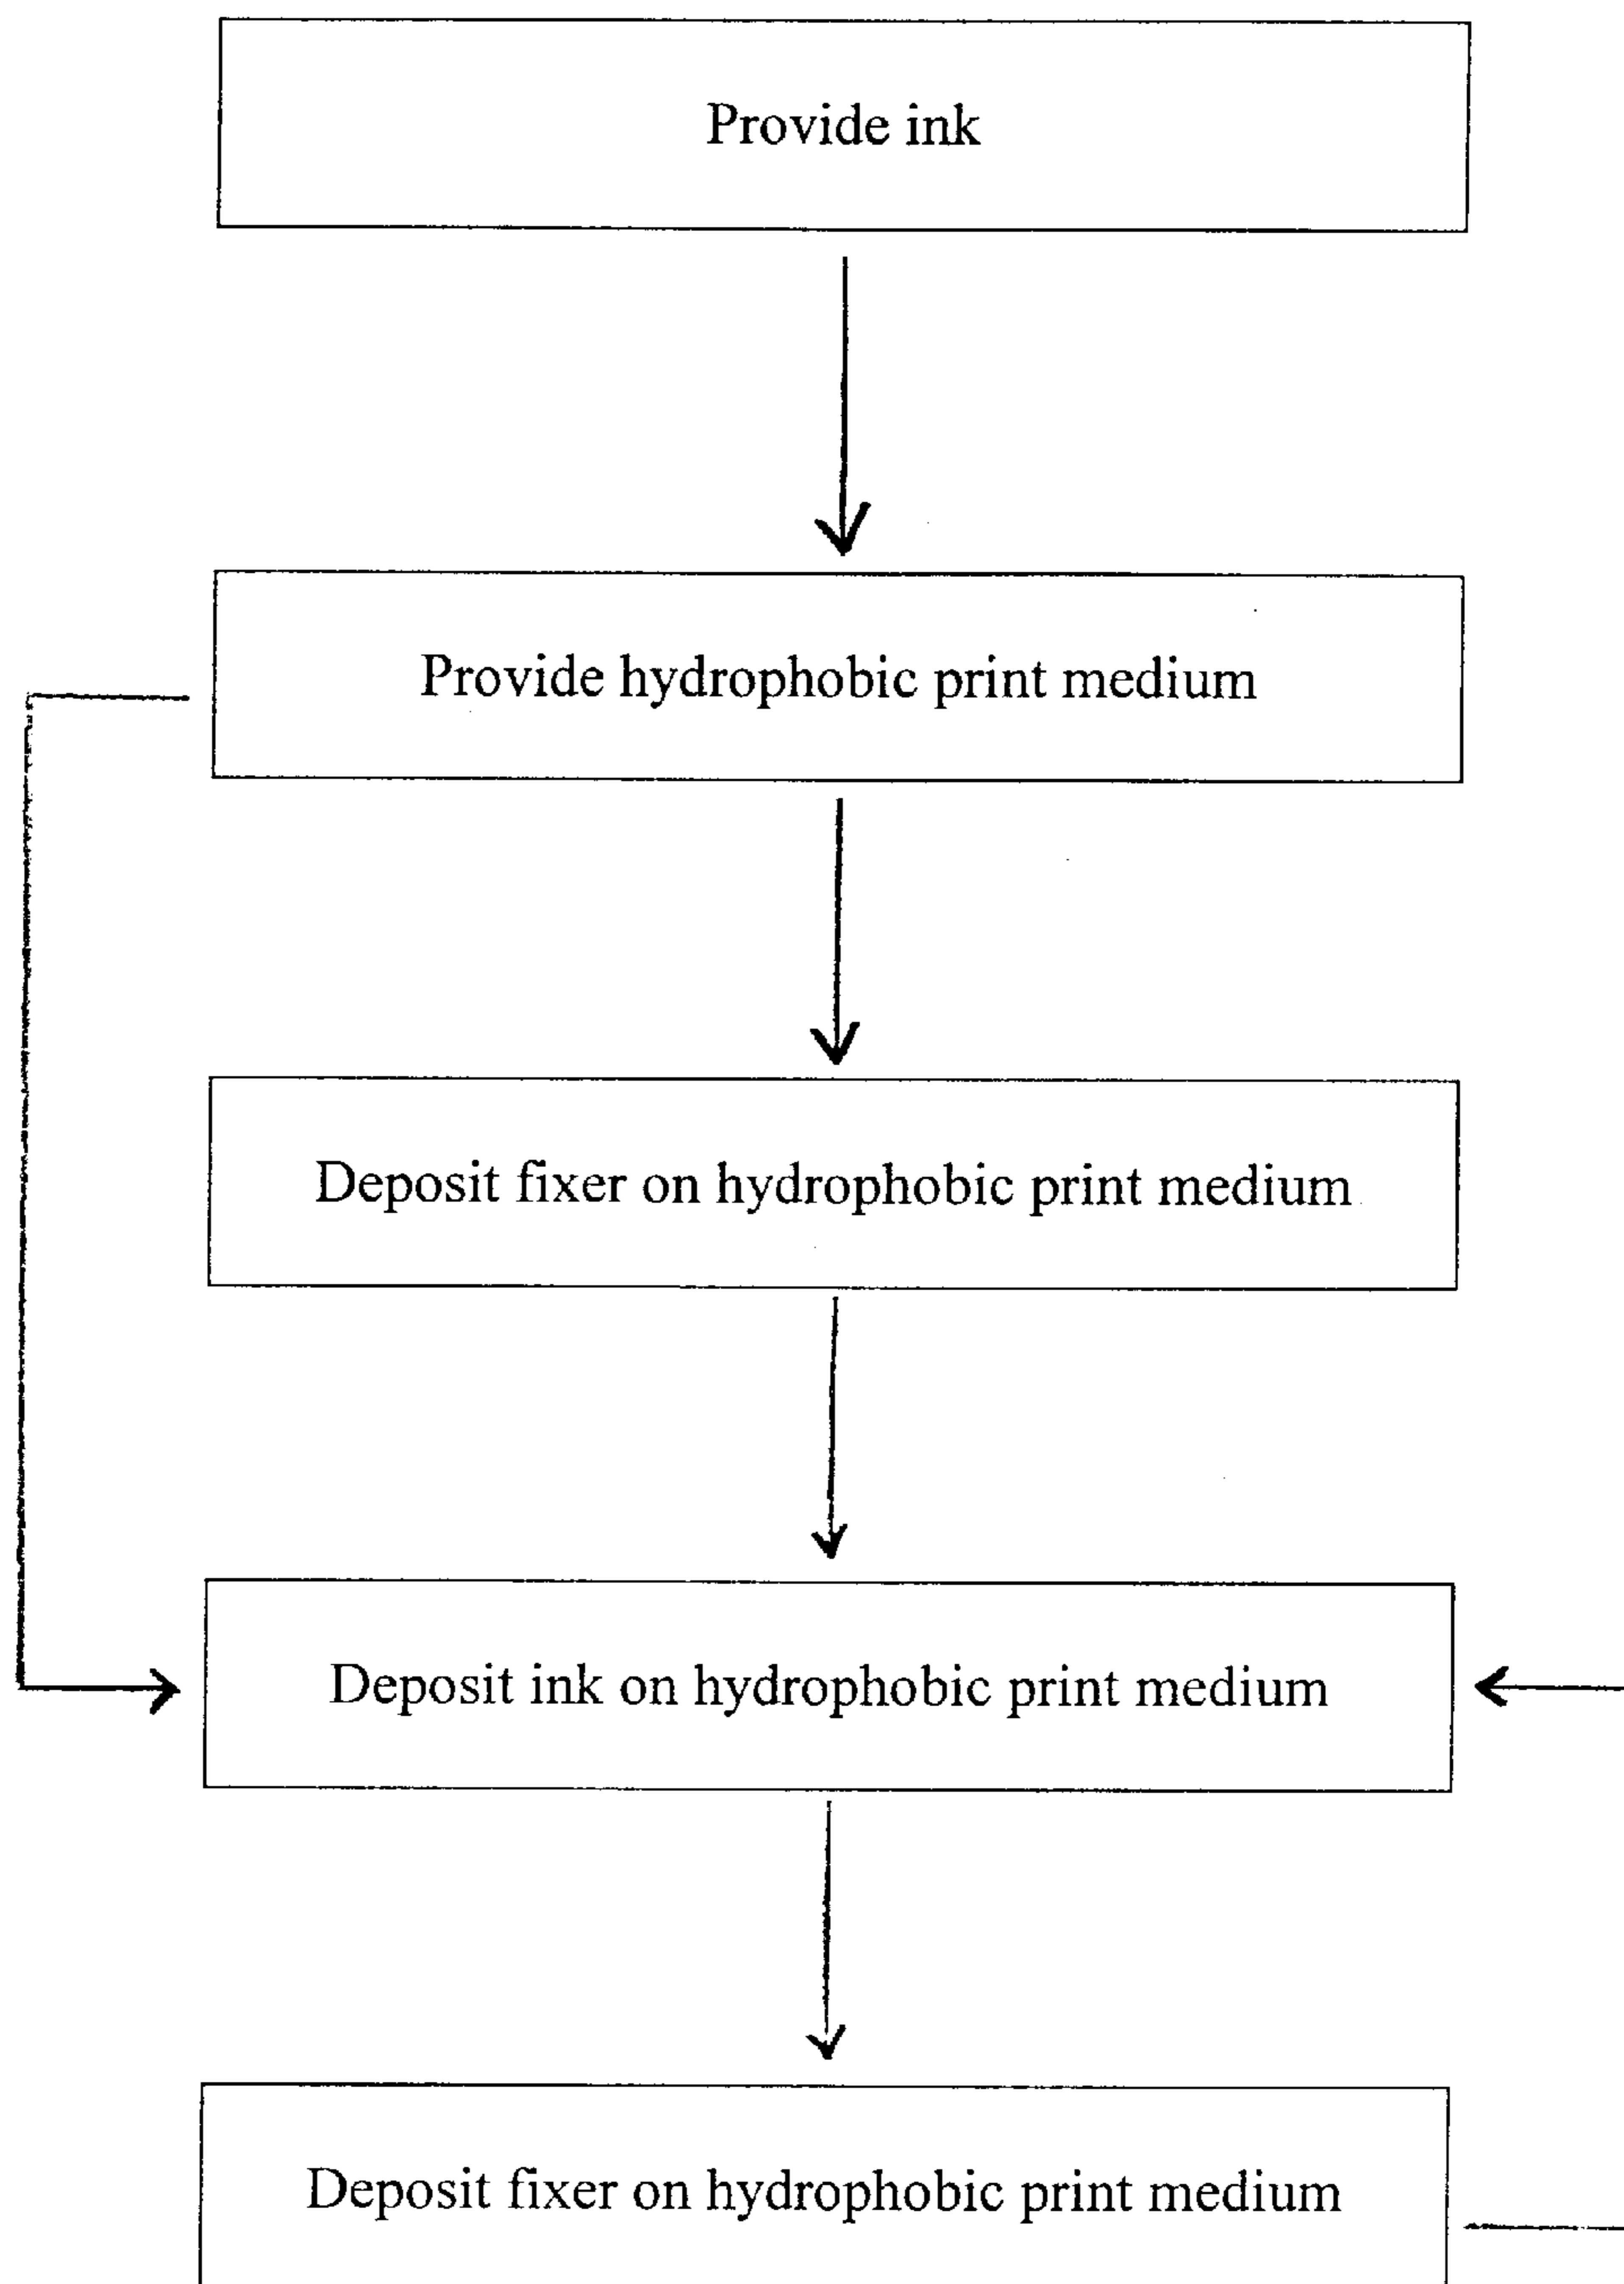 Provide ink
Provide hydrophobic print medium
Deposit fixer on hydrophobic print medium
Deposit ink on hydrophobic print medium
Deposit fixer on hydrophobic print medium